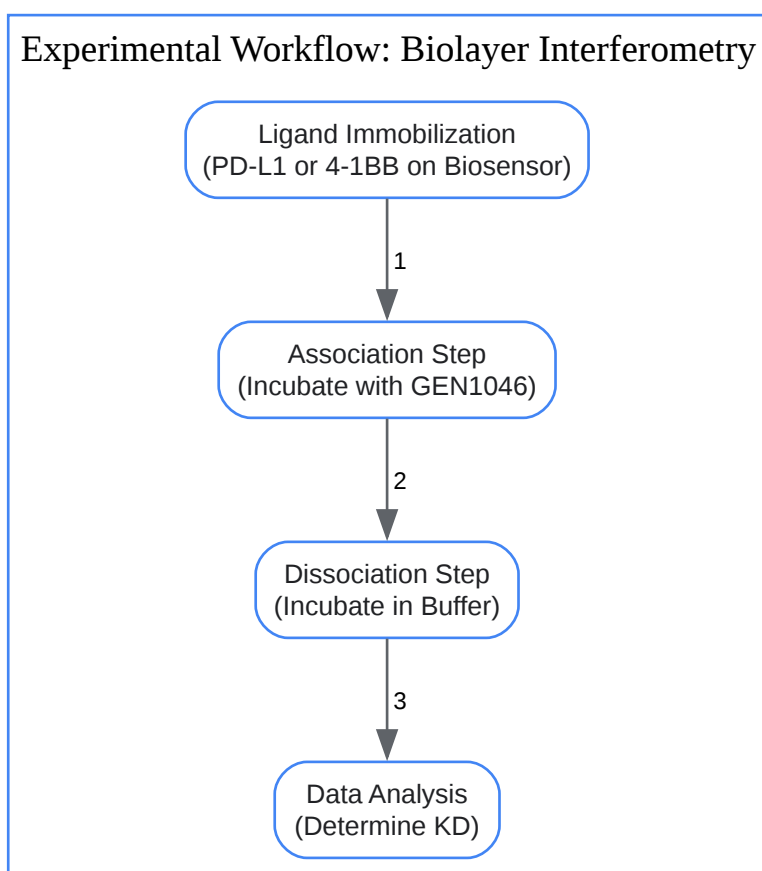 Experimental Workflow: Biolayer Interferometry
Ligand Immobilization
(PD-L1 or 4-1BB on Biosensor)
1
Association Step
(Incubate with GEN1046)
2
Dissociation Step
(Incubate in Buffer)
3
Data Analysis
(Determine KD)